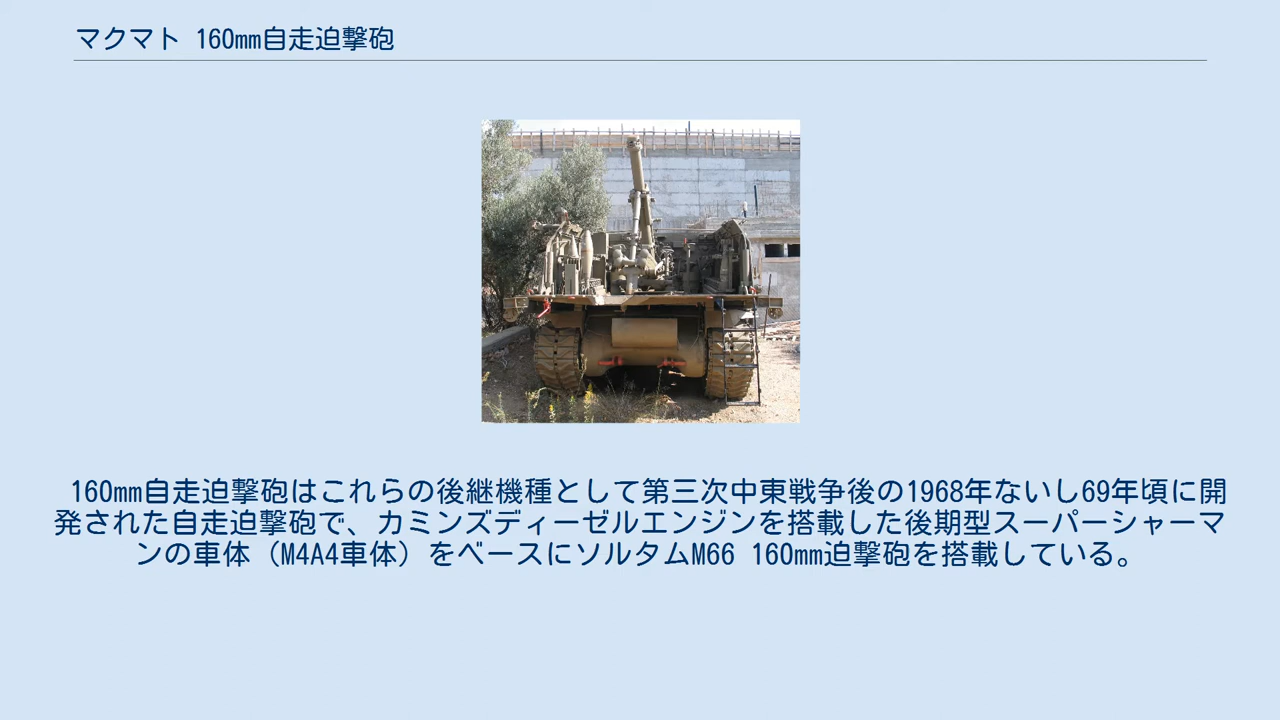 マクマト 160mm自走迫撃砲
160mm自走迫撃砲はこれらの後継機種として第三次中東戦争後の1968年ないし69年頃に開
発された自走迫撃砲で、カミンズディーゼルエンジンを搭載した後期型スーパーシャーマ
ンの車体（M4A4車体）をベースにソルタムM66 160mm迫撃砲を搭載している。